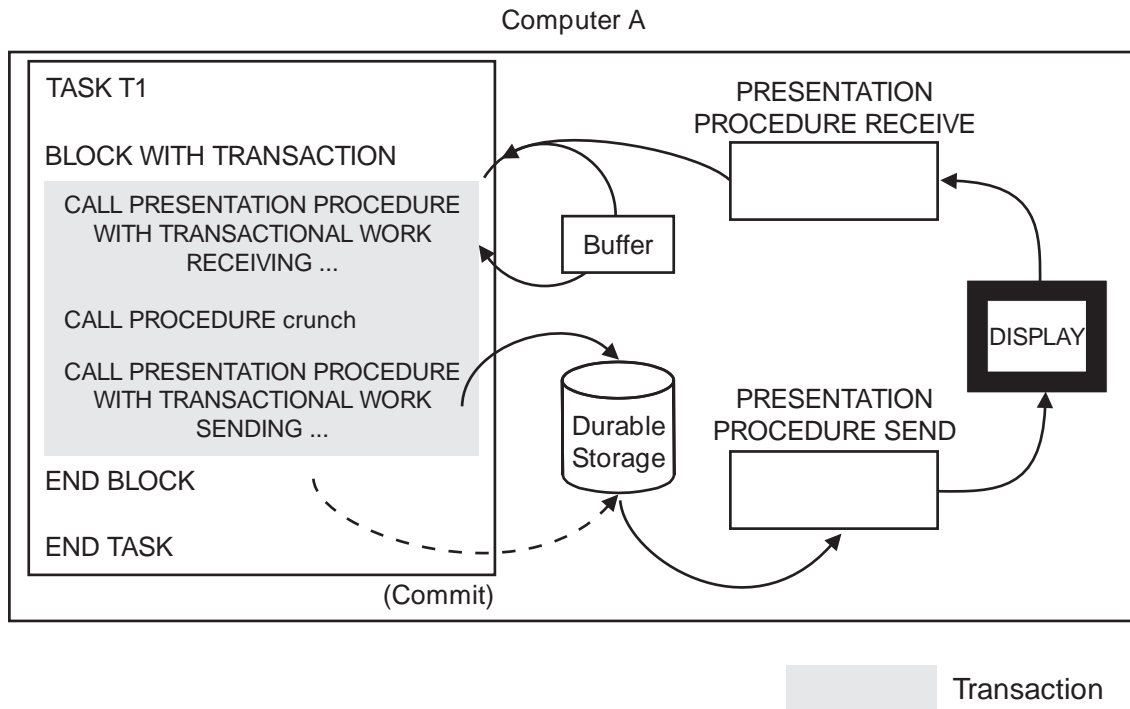 Computer A
TASK T1
BLOCK WITH TRANSACTION
CALL PRESENTATION PROCEDURE
WITH TRANSACTIONAL WORK
RECEIVING ...
CALL PROCEDURE crunch
CALL PRESENTATION PROCEDURE
WITH TRANSACTIONAL WORK
SENDING ...
END BLOCK
END TASK
(Commit)
Buffer
Durable
Storage
PRESENTATION
PROCEDURE RECEIVE
DISPLAY
PRESENTATION
PROCEDURE SEND
Transaction